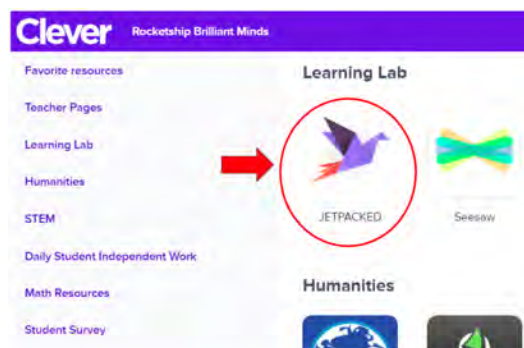 Clever Rocketship Brilliant Minds
Favorite resources
Teacher Pages
Learning Lab
Humanities
STEM
Daily Student Independent Work
Math Resources
Student Survey
Learning Lab
JETPACKED
Seesaw
Humanities